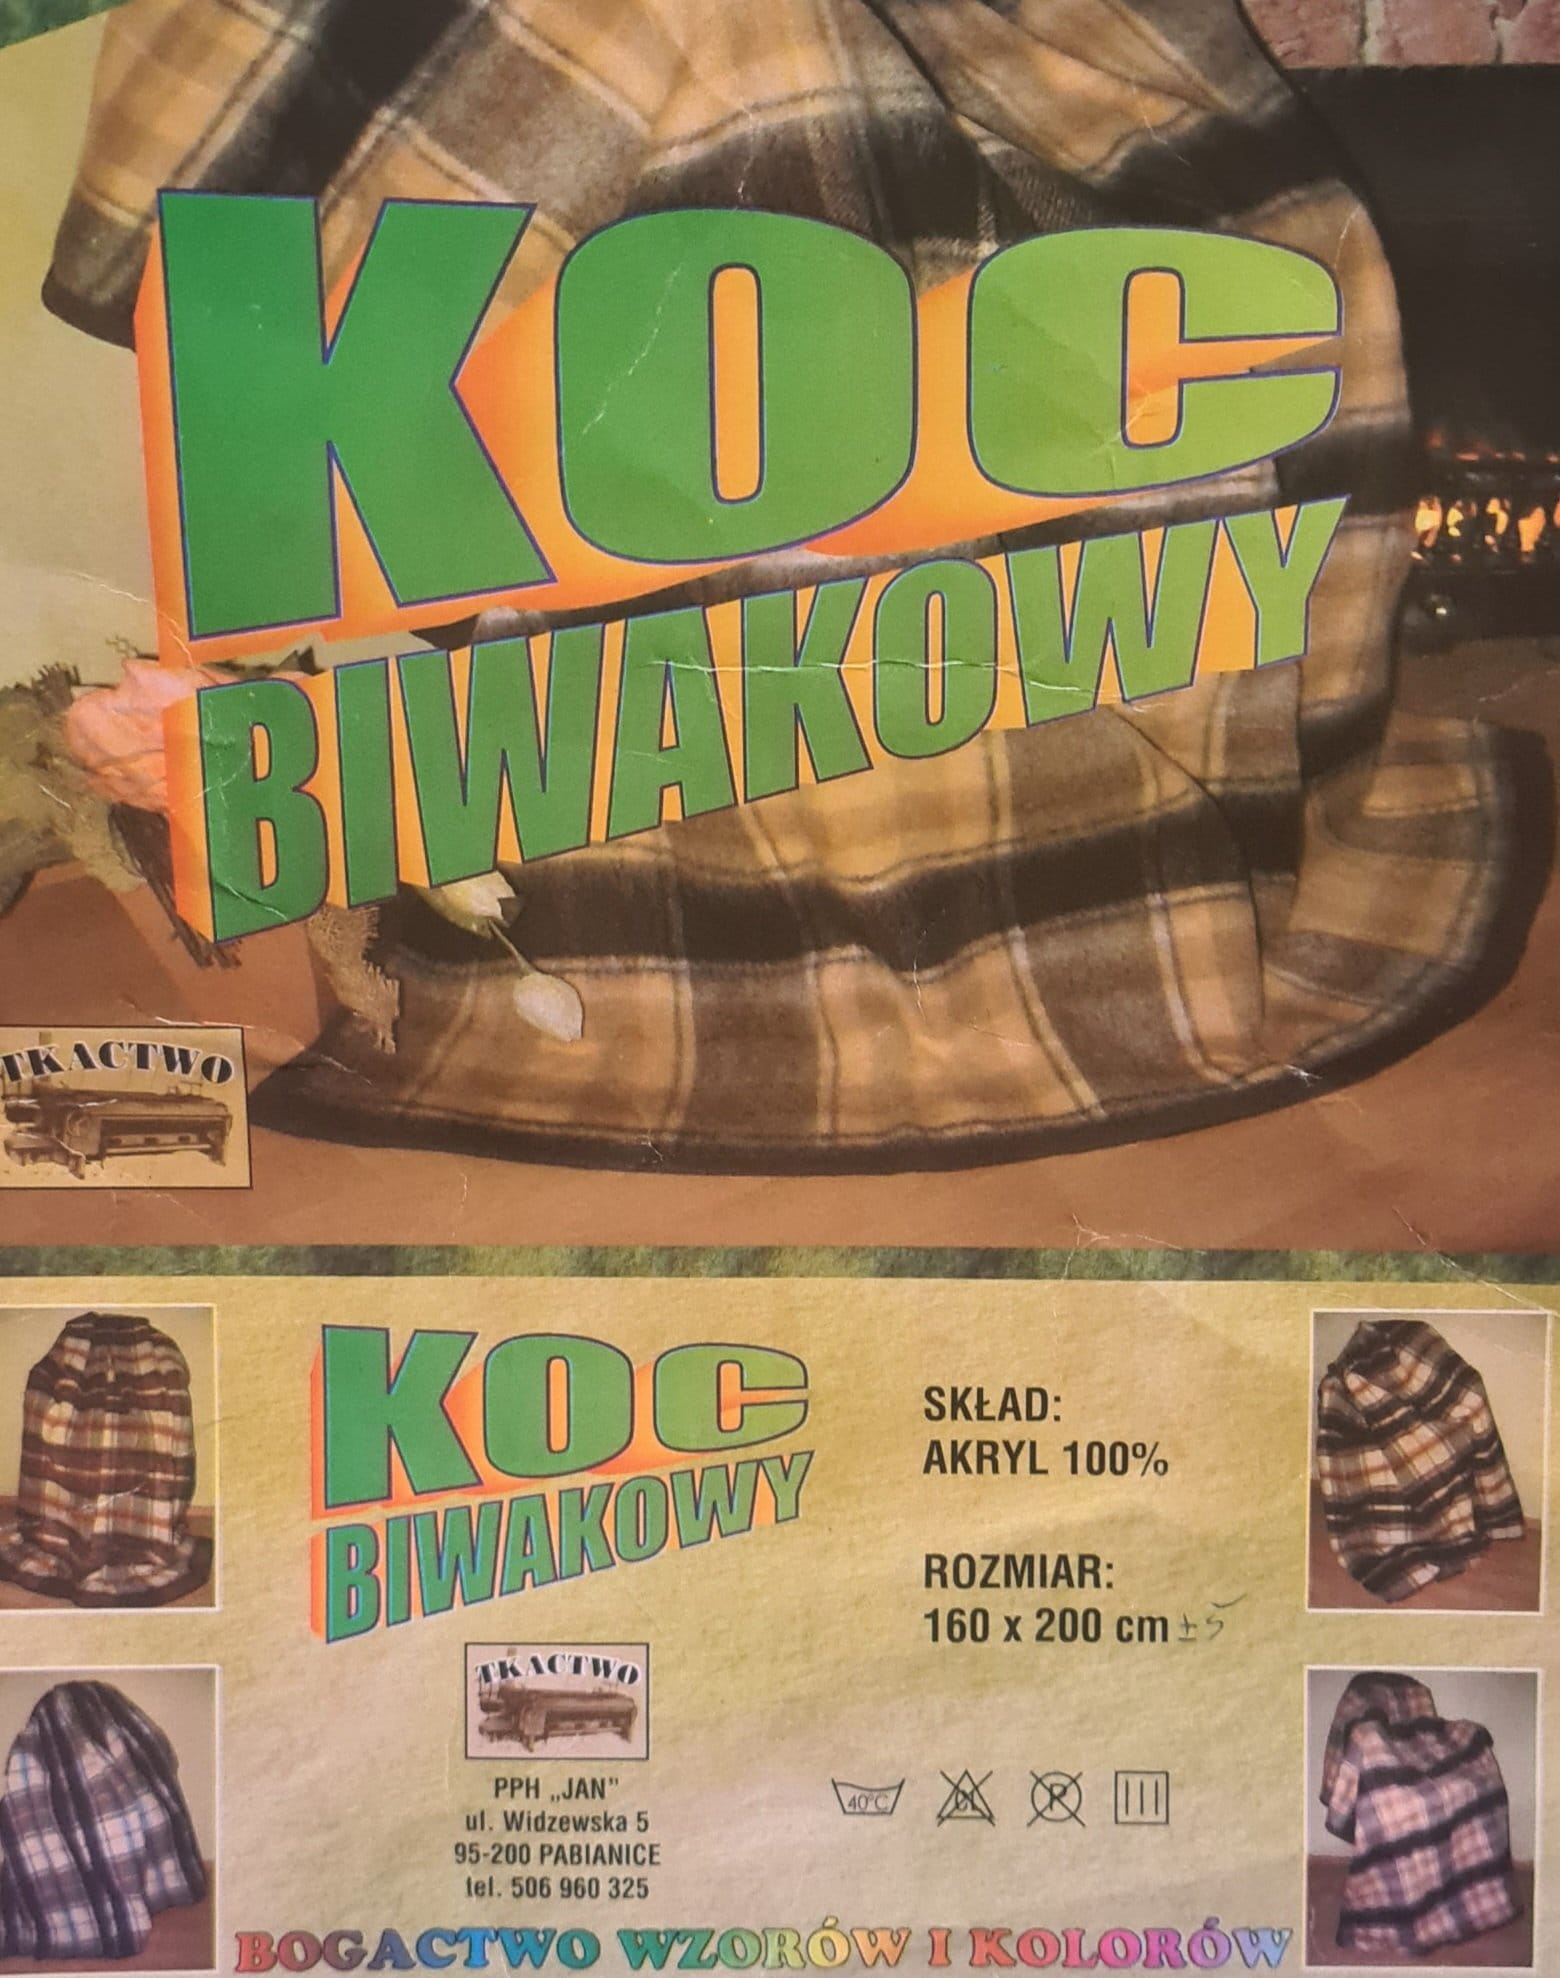 KOC
BIWAKOWY
TKACTWO
KOC
BIWAKOWY
SKŁAD:
AKRYL 100%
ROZMIAR:
160 x 200 cm ±5
TKACTWO
PPH „JAN”
ul. Widzewska 5
95-200 PABIANICE
tel. 506 960 325
40°C
CL
P
BOGACTWO WZORÓW I KOLORÓW